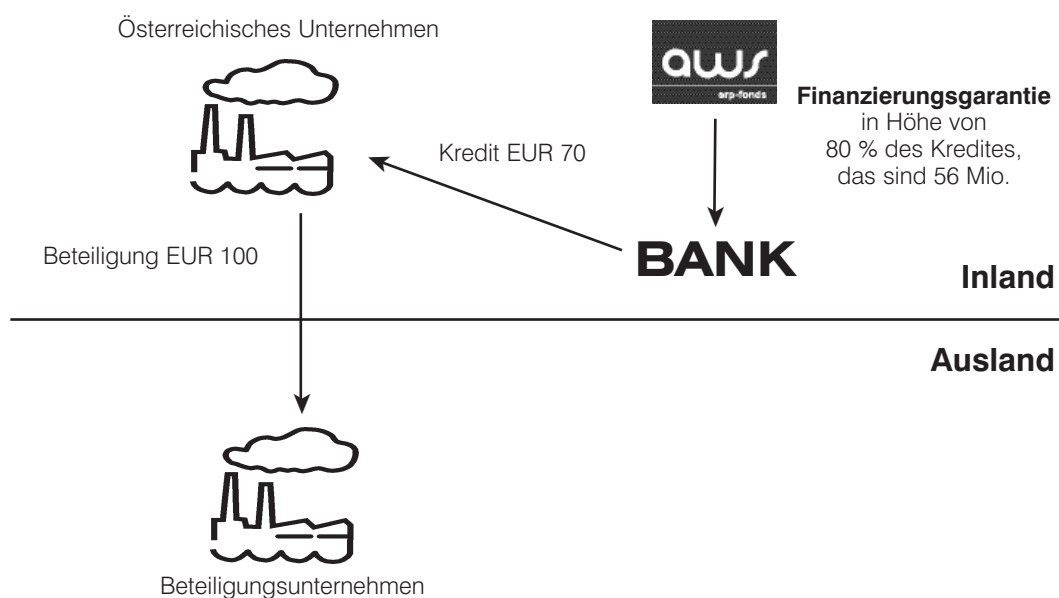 Österreichisches Unternehmen
aws
erp-fonds
Finanzierungsgarantie
in Höhe von
80 % des Kredites,
das sind 56 Mio.
Kredit EUR 70
Beteiligung EUR 100
BANK
Inland
Ausland
Beteiligungsunternehmen